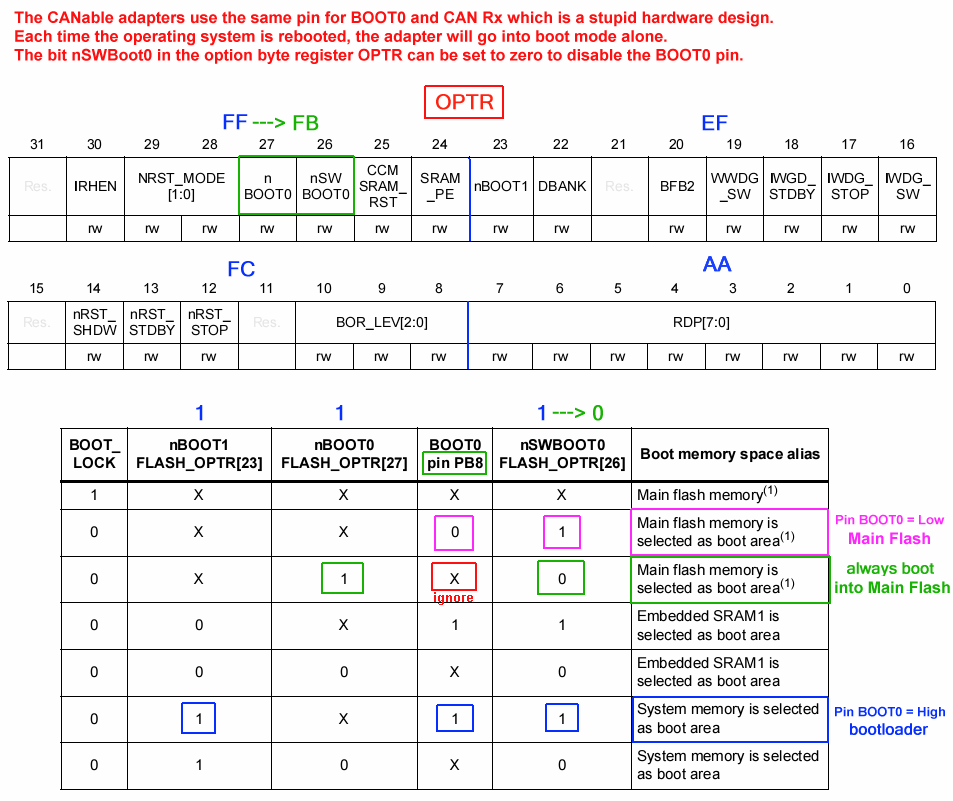 The CANable adapters use the same pin for BOOT0 and CAN Rx which is a stupid hardware design.
Each time the operating system is rebooted, the adapter will go into boot mode alone.
The bit nSWBoot0 in the option byte register OPTR can be set to zero to disable the BOOT0 pin.
OPTR
FF ---> FB EF
31 30 29 28 27 26 25 24 23 22 21 20 19 18 17 16
Res. IRHEN NRST_MODE [1:0] n BOOT0 nSW BOOT0 CCM SRAM_ RST SRAM _PE nBOOT1 DBANK Res. BFB2 WWDG _SW IWGD_ STDBY IWDG_ STOP IWDG_ SW
rw rw rw rw rw rw rw rw rw rw rw rw rw rw
FC AA
15 14 13 12 11 10 9 8 7 6 5 4 3 2 1 0
Res. nRST_ SHDW nRST_ STDBY nRST_ STOP Res. BOR_LEV[2:0] RDP[7:0]
rw rw rw rw rw rw rw rw rw rw rw rw rw rw
1 1 1 ---> 0
BOOT_ LOCK nBOOT1 FLASH_OPTR[23] nBOOT0 FLASH_OPTR[27] BOOT0 pin PB8 nSWBOOT0 FLASH_OPTR[26] Boot memory space alias
1 X X X X Main flash memory(1)
0 X X 0 1 Main flash memory is selected as boot area(1) Pin BOOT0 = Low Main Flash
0 X 1 X ignore 0 Main flash memory is selected as boot area(1) always boot into Main Flash
0 0 X 1 1 Embedded SRAM1 is selected as boot area
0 0 0 X 0 Embedded SRAM1 is selected as boot area
0 1 X 1 1 System memory is selected as boot area Pin BOOT0 = High bootloader
0 1 0 X 0 System memory is selected as boot area